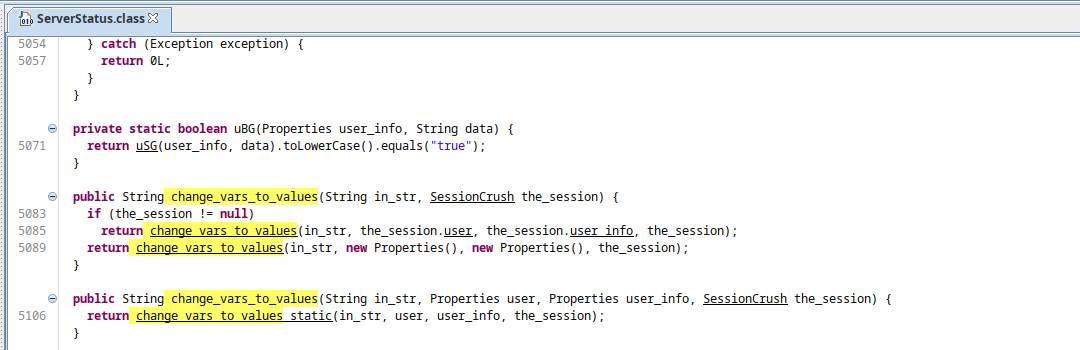 ServerStatus.class
5054 } catch (Exception exception) {
5057 return 0L;
}
}
private static boolean uBG(Properties user_info, String data) {
5071 return uSG(user_info, data).toLowerCase().equals("true");
}
public String change_vars_to_values(String in_str, SessionCrush the_session) {
5083 if (the_session != null)
5085 return change_vars_to_values(in_str, the_session.user, the_session.user_info, the_session);
5089 return change_vars_to_values(in_str, new Properties(), new Properties(), the_session);
}
public String change_vars_to_values(String in_str, Properties user, Properties user_info, SessionCrush the_session) {
5106 return change_vars_to_values_static(in_str, user, user_info, the_session);
}